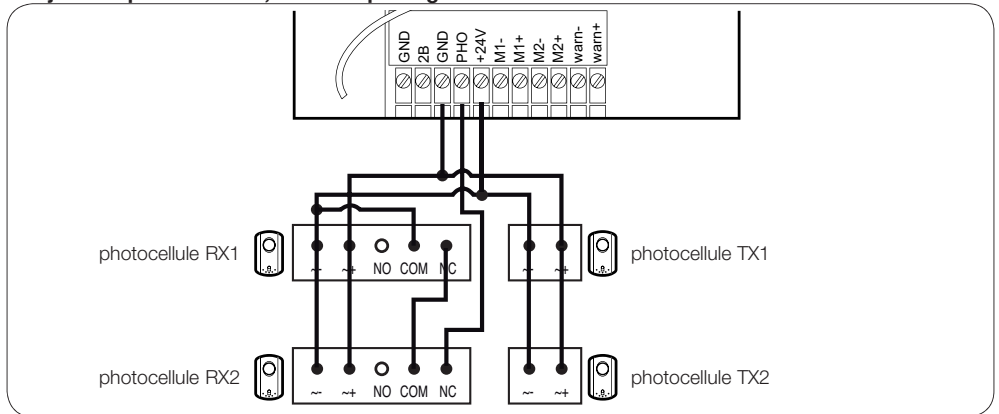 GND 2B GND PHO +24V M1- M1+ M2- M2+ warn- warn+
photocellule RX1
~- ~+ NO COM NC
photocellule TX1
~- ~+
photocellule RX2
~- ~+ NO COM NC
photocellule TX2
~- ~+